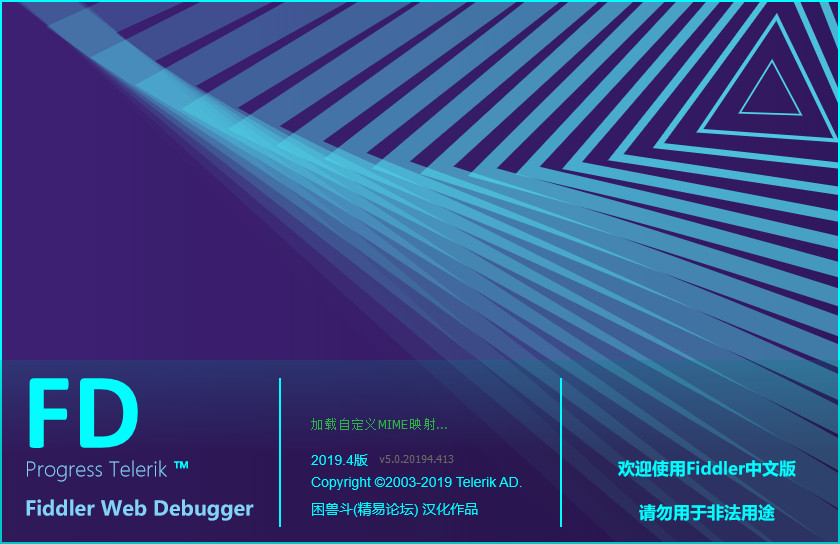 FD
Progress Telerik ™
Fiddler Web Debugger
加载自定义MIME映射...
2019.4版 v5.0.20194.413
Copyright ©2003-2019 Telerik AD.
困兽斗(精易论坛) 汉化作品
欢迎使用Fiddler中文版
请勿用于非法用途